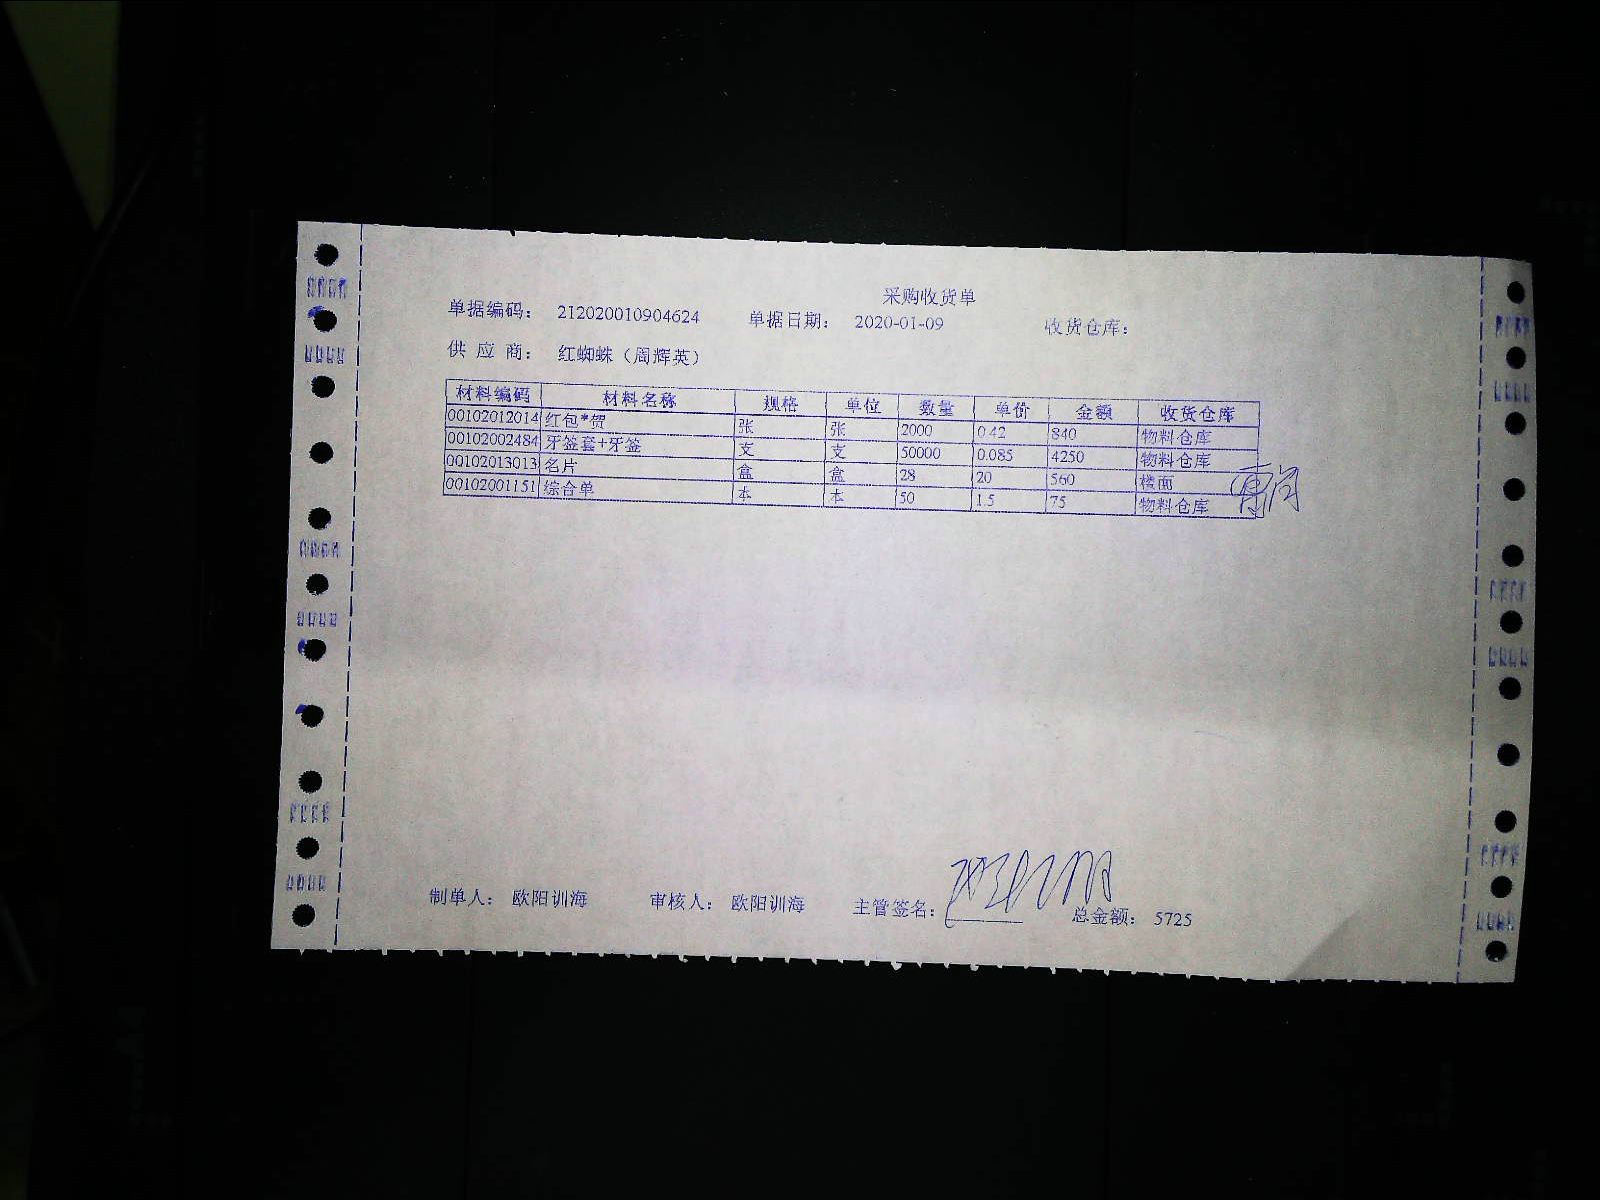 采购收货单
单据编码： 212020010904624 单据日期： 2020-01-09 收货仓库：
供 应 商： 红蜘蛛（周辉英）
材料编码 材料名称 规格 单位 数量 单价 金额 收货仓库
00102012014 红包*贺 张 张 2000 0.42 840 物料仓库
00102002484 牙签套+牙签 支 支 50000 0.085 4250 物料仓库
00102013013 名片 盒 盒 28 20 560 楼面
00102001151 综合单 本 本 50 1.5 75 物料仓库
制单人： 欧阳训海 审核人： 欧阳训海 主管签名： 总金额： 5725